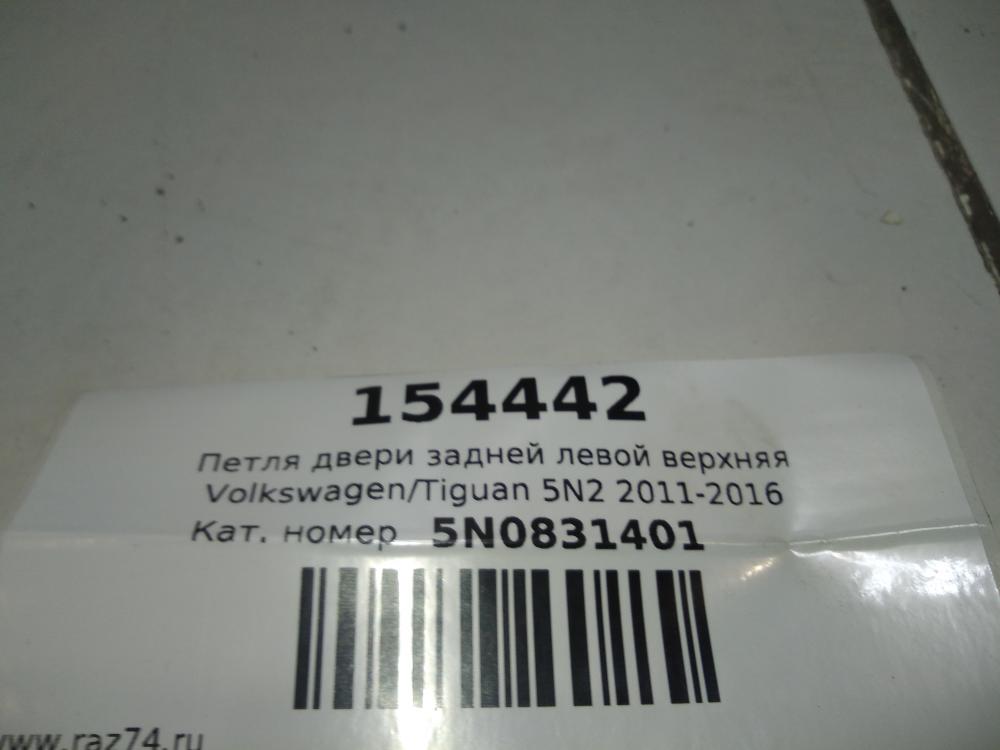 154442
Петля двери задней левой верхняя
Volkswagen/Tiguan 5N2 2011-2016
Кат. номер 5N0831401
www.raz74.ru